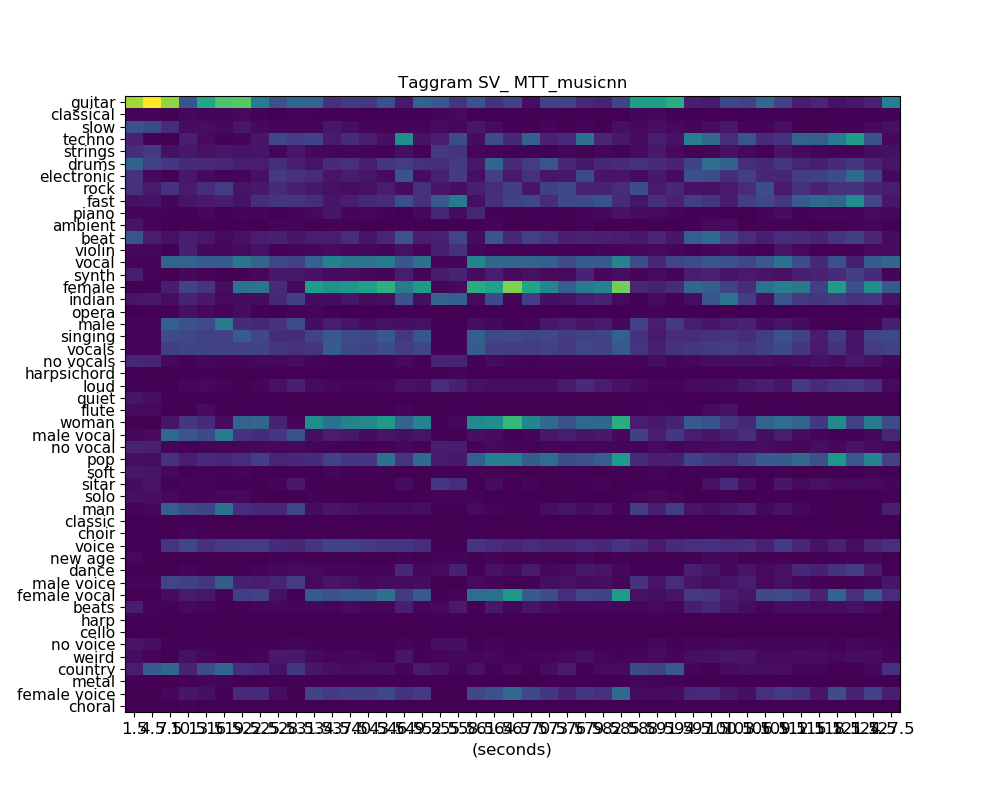 Taggram SV_ MTT_musicnn
guitar
classical
slow
techno
strings
drums
electronic
rock
fast
piano
ambient
beat
violin
vocal
synth
female
indian
opera
male
singing
vocals
no vocals
harpsichord
loud
quiet
flute
woman
male vocal
no vocal
pop
soft
sitar
solo
man
classic
choir
voice
new age
dance
male voice
female vocal
beats
harp
cello
no voice
weird
country
metal
female voice
choral
(seconds)